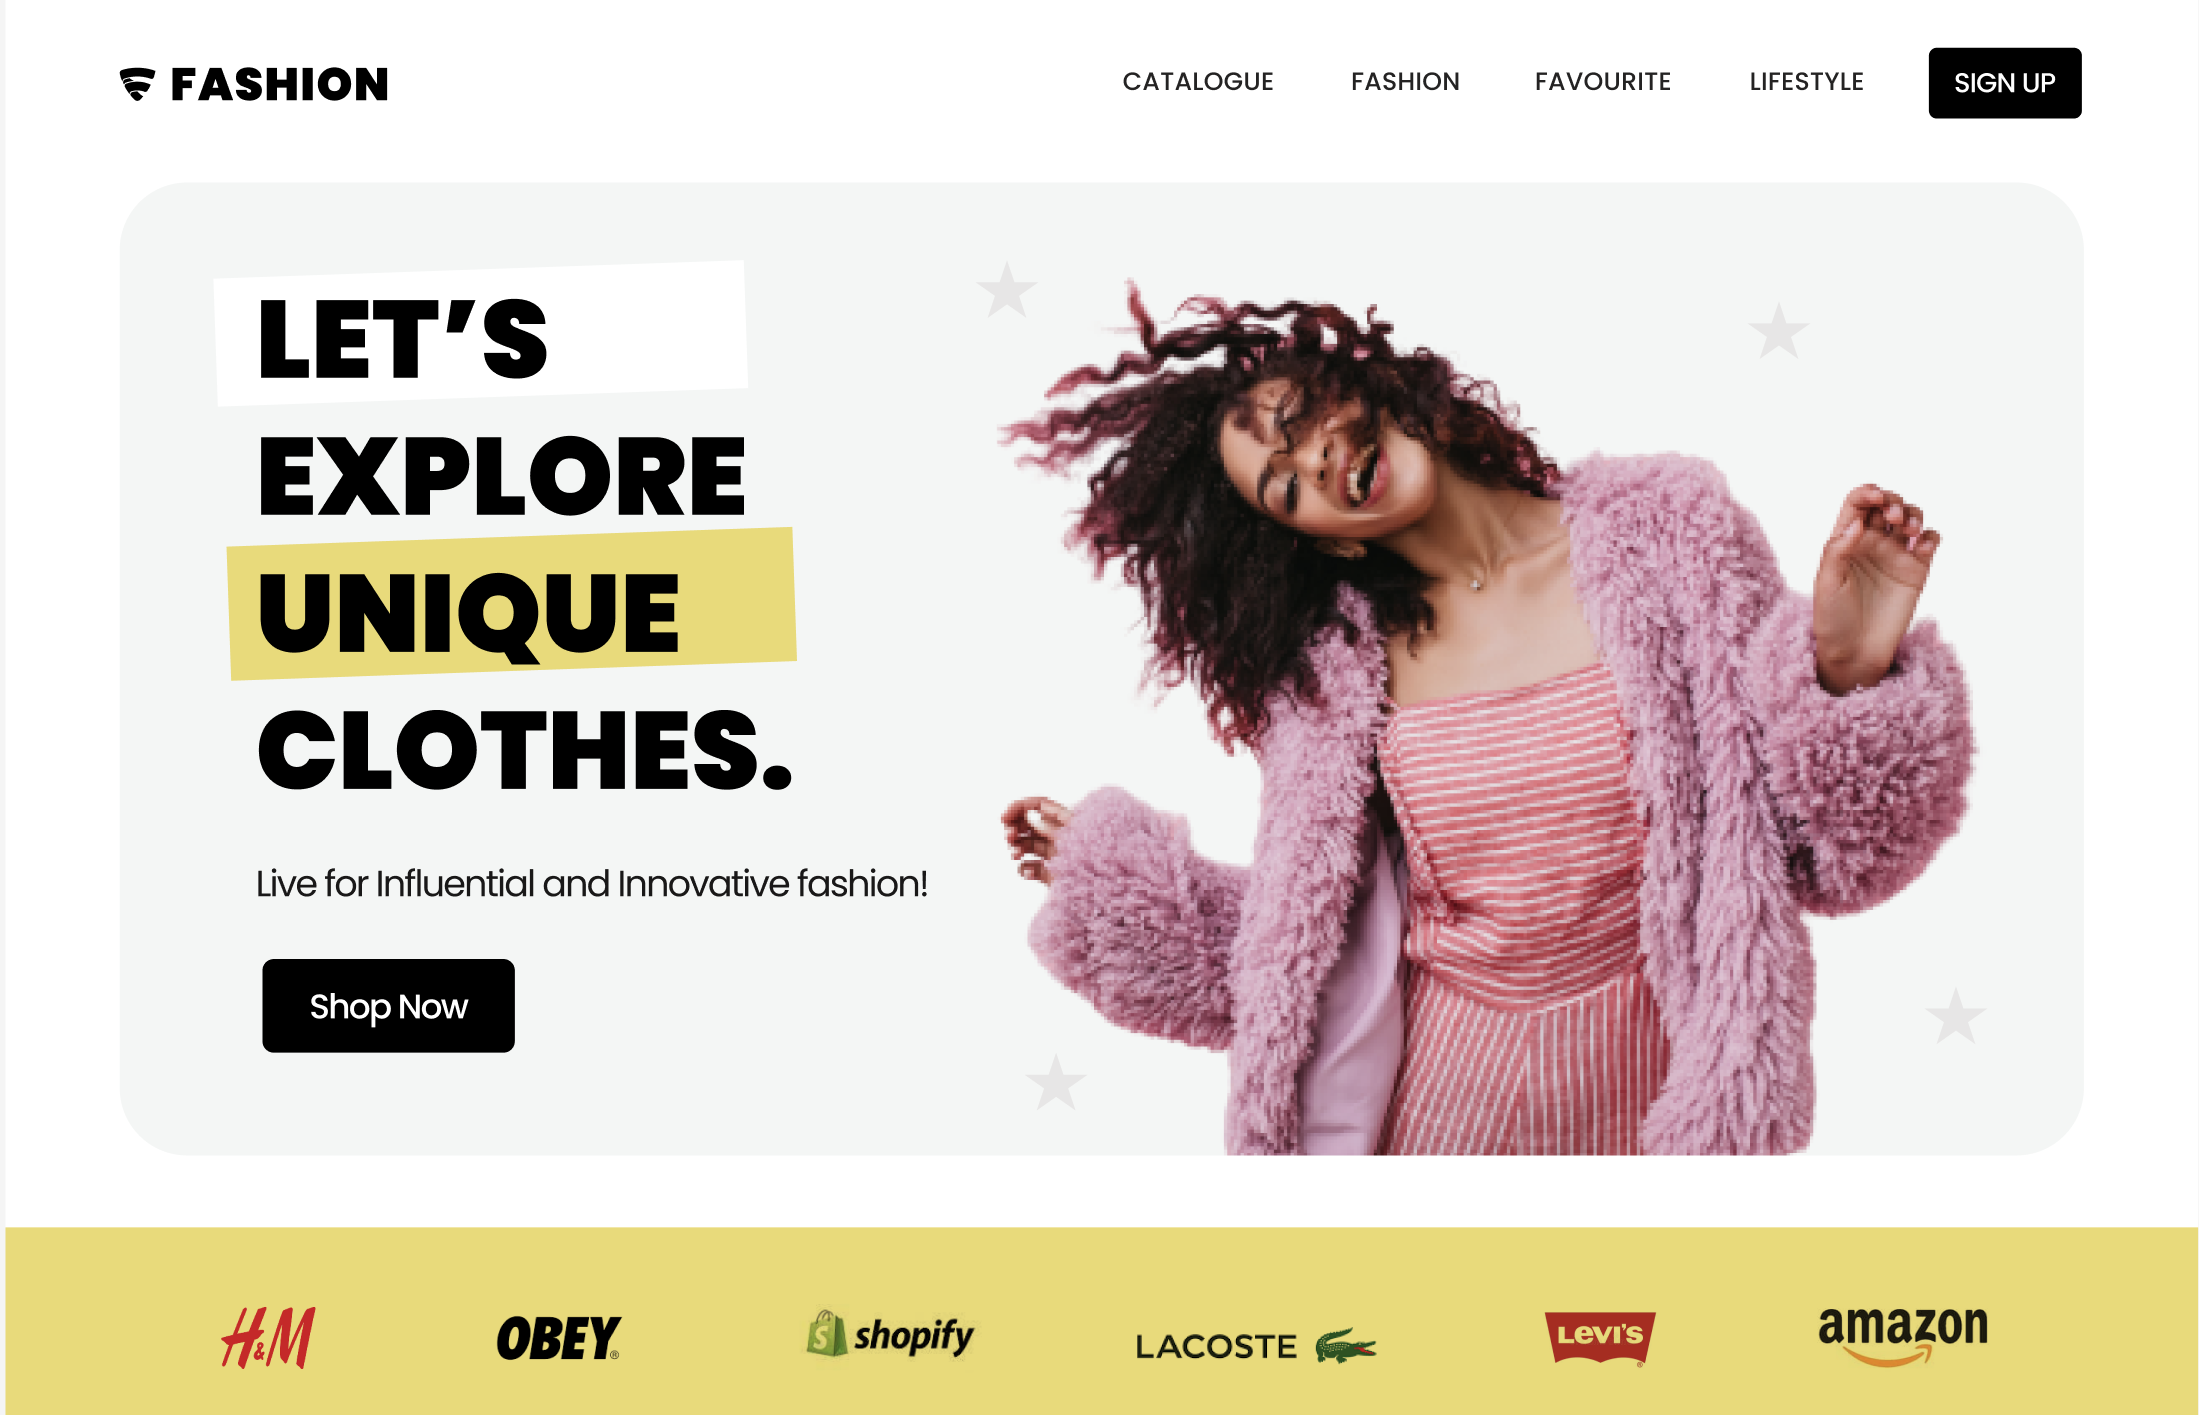 FASHION
CATALOGUE FASHION FAVOURITE LIFESTYLE SIGN UP
LET’S
EXPLORE
UNIQUE
CLOTHES.
Live for Influential and Innovative fashion!
Shop Now
H&M OBEY® shopify LACOSTE LEVI'S® amazon